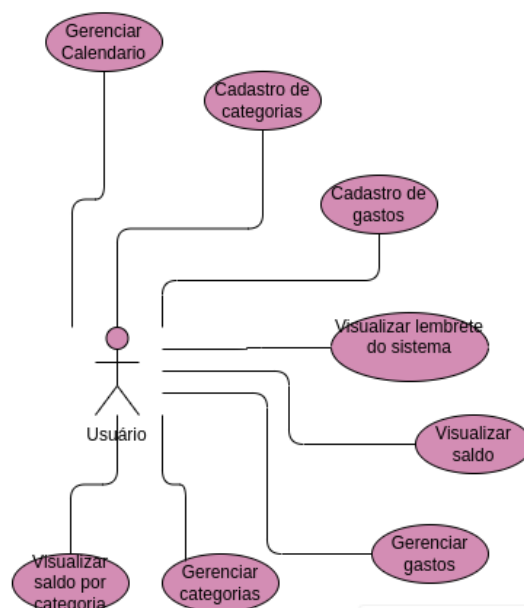 Gerenciar
Calendario
Cadastro de
categorias
Cadastro de
gastos
Visualizar lembrete
do sistema
Usuário
Visualizar
saldo
Gerenciar
gastos
Visualizar
saldo por
categoria
Gerenciar
categorias